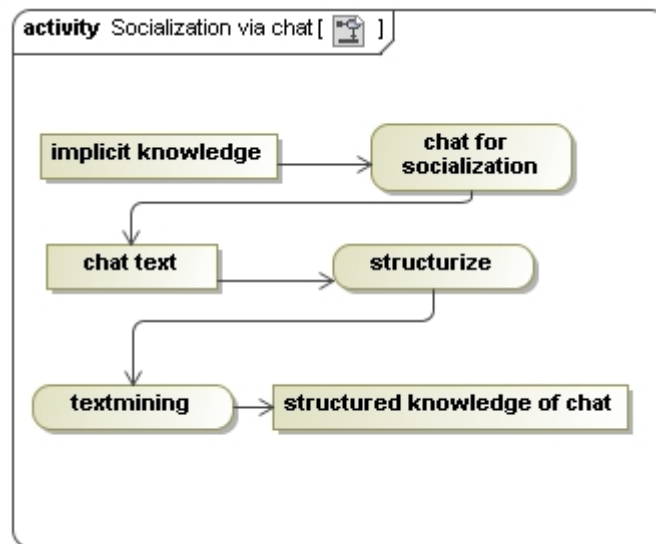 activity Socialization via chat [ ]
implicit knowledge
chat for
socialization
chat text
structurize
textmining
structured knowledge of chat